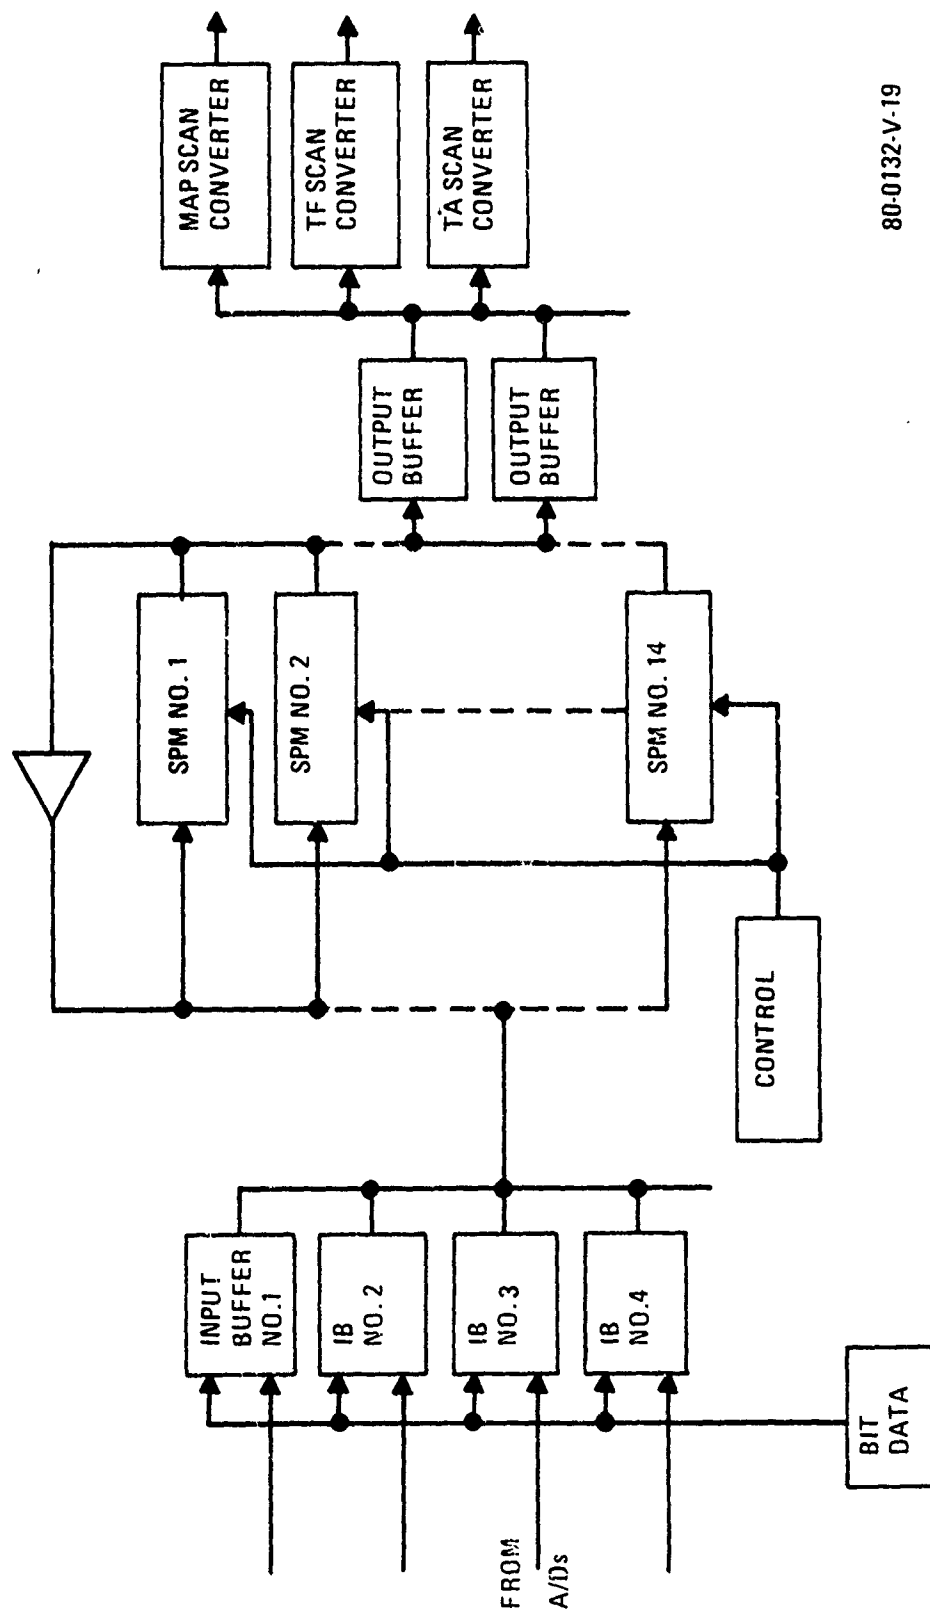 FROM
A/Ds
BIT
DATA
INPUT
BUFFER
NO.1
IB
NO.2
IB
NO.3
IB
NO.4
CONTROL
SPM NO. 1
SPM NO. 2
SPM NO. 14
OUTPUT
BUFFER
OUTPUT
BUFFER
MAP SCAN
CONVERTER
TF SCAN
CONVERTER
TA SCAN
CONVERTER
80-0132-V-19